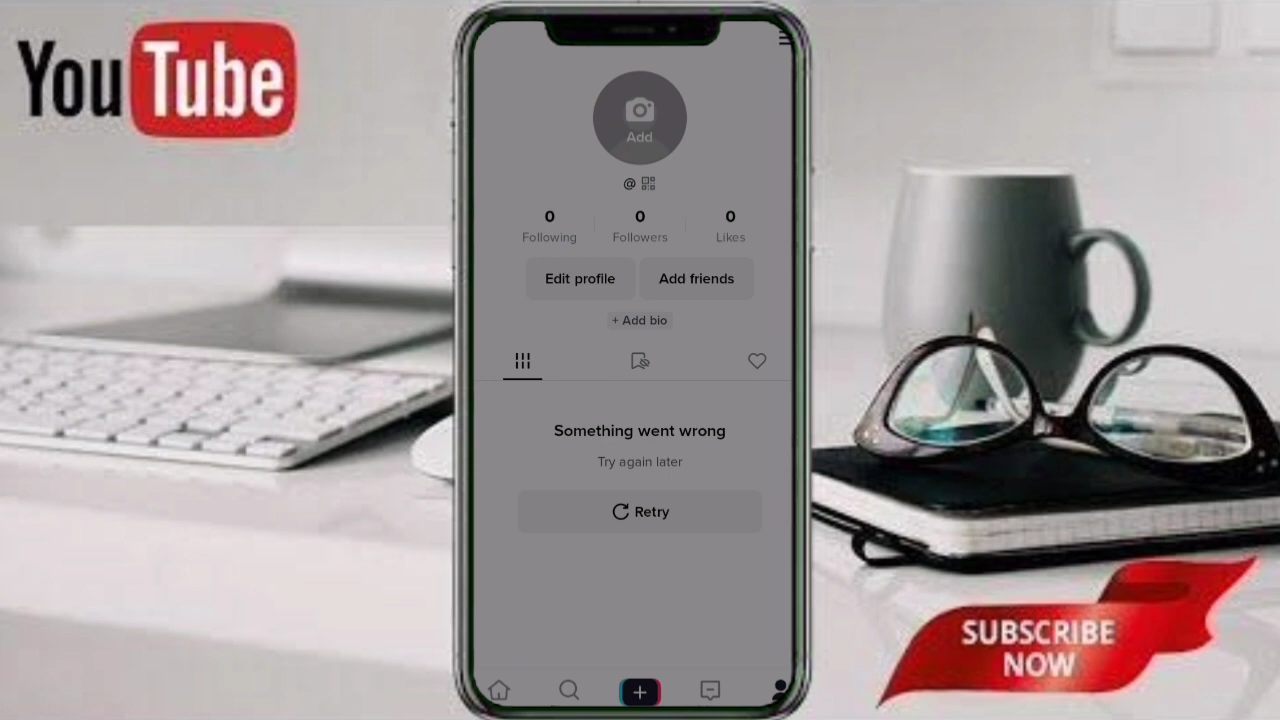 YouTube
Add
@
0 0 0
Following Followers Likes
Edit profile Add friends
+ Add bio
Something went wrong
Try again later
Retry
SUBSCRIBE
NOW